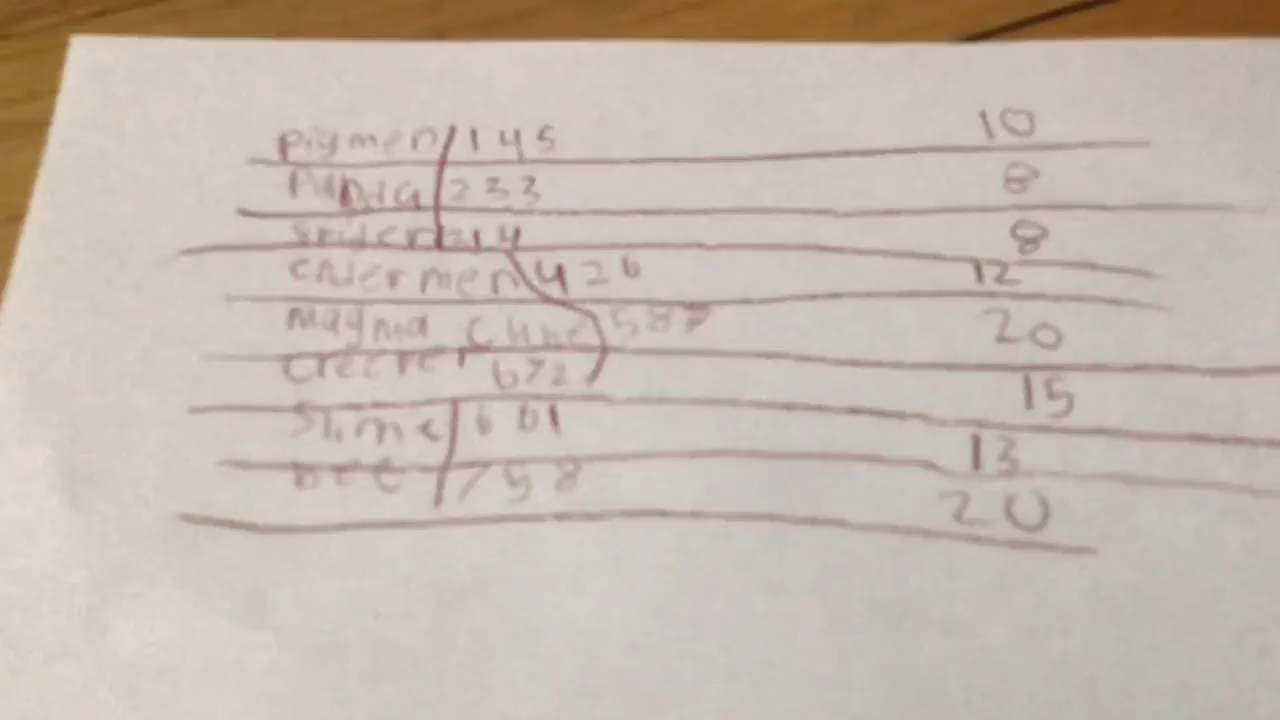 pigmen 145 10
Panda 233 8
spider 214 8
endermen 426 12
magma cube 587 20
creeper 672 15
Slime 601 13
bee 758 20